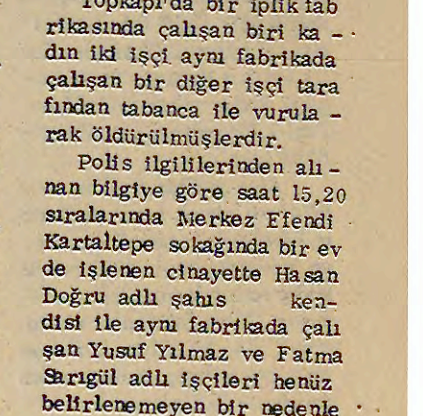 Topkapı'da bir iplik fab
rikasında çalışan biri ka -
dın iki işçi aynı fabrikada
çalışan bir diğer işçi tara
fından tabanca ile vurula -
rak öldürülmüşlerdir.
Polis ilgililerinden alı -
nan bilgiye göre saat 15,20
sıralarında Merkez Efendi
Kartaltepe sokağında bir ev
de işlenen cinayette Hasan
Doğru adlı şahıs ken-
disi ile aynı fabrikada çalı
şan Yusuf Yılmaz ve Fatma
Sarıgül adlı işçileri henüz
belirlenemeyen bir nedenle